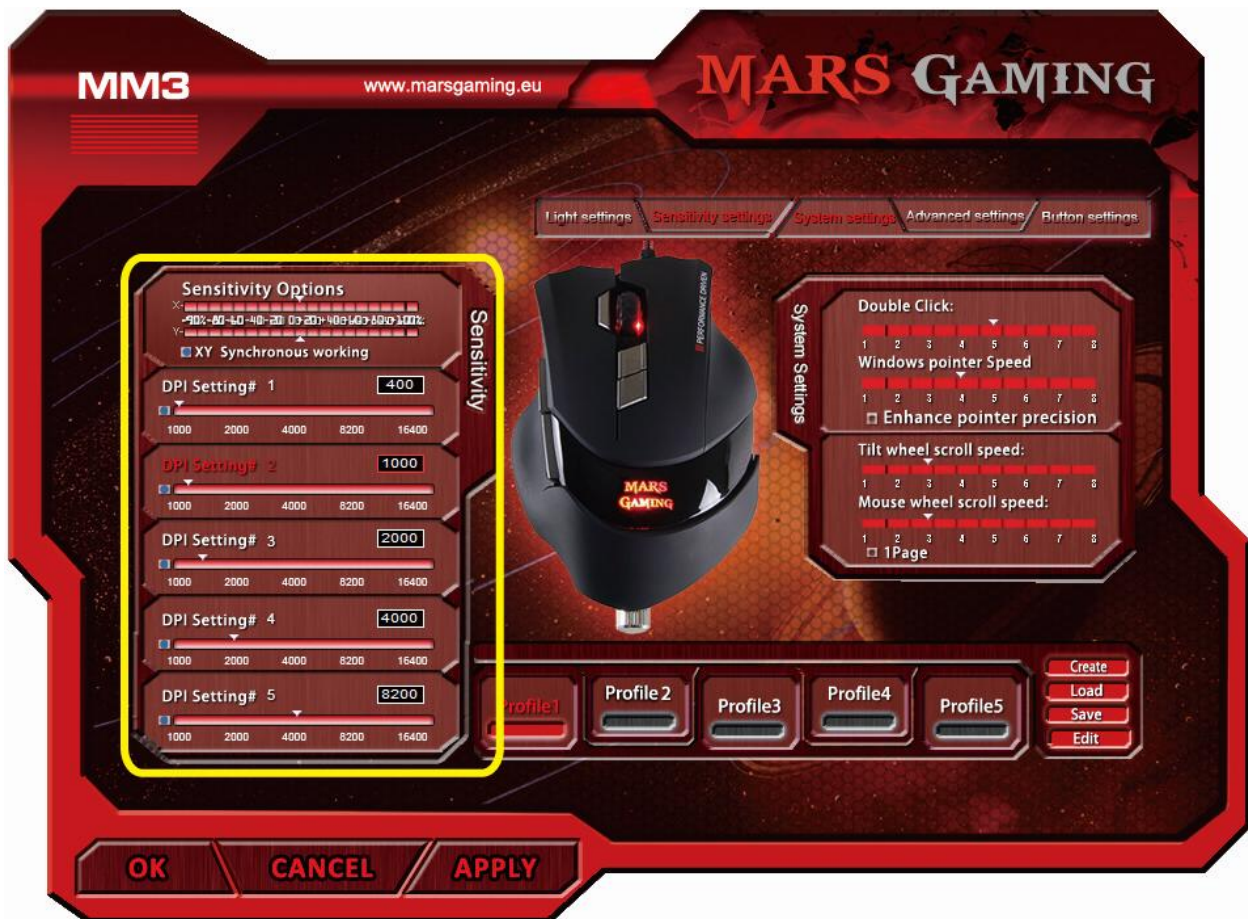 MM3
www.marsgaming.eu
MARS GAMING
Light settings
Sensitivity settings
System settings
Advanced settings
Button settings
Sensitivity Options
X-
Y-
XY Synchronous working
Sensitivity
DPI Setting# 1
400
1000 2000 4000 8200 16400
DPI Setting# 2
1000
1000 2000 4000 8200 16400
DPI Setting# 3
2000
1000 2000 4000 8200 16400
DPI Setting# 4
4000
1000 2000 4000 8200 16400
DPI Setting# 5
8200
1000 2000 4000 8200 16400
PERFORMANCE DRIVEN
MARS
GAMING
System Settings
Double Click:
1 2 3 4 5 6 7 8
Windows pointer Speed
1 2 3 4 5 6 7 8
Enhance pointer precision
Tilt wheel scroll speed:
1 2 3 4 5 6 7 8
Mouse wheel scroll speed:
1 2 3 4 5 6 7 8
1Page
Profile1
Profile 2
Profile3
Profile4
Profile5
Create
Load
Save
Edit
OK
CANCEL
APPLY